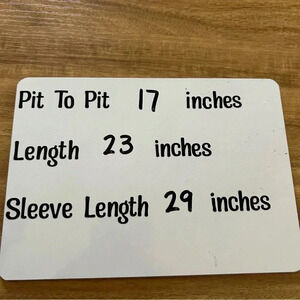 Pit To Pit 17 inches
Length 23 inches
Sleeve Length 29 inches